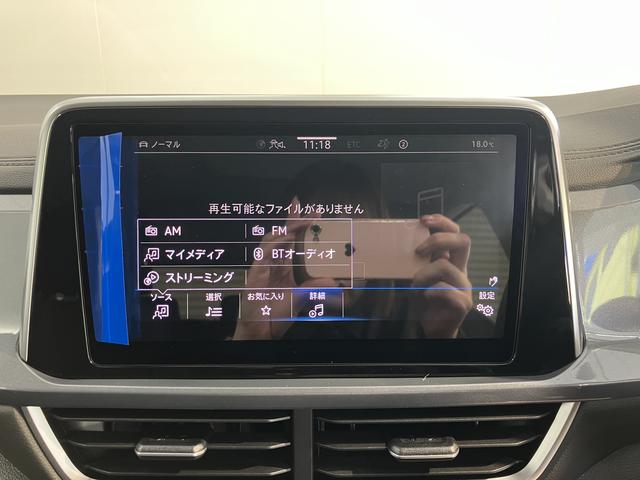 ノーマル 11:18 ETC 2 18.0℃
再生可能なファイルがありません
AM FM
マイメディア BTオーディオ
ストリーミング
ソース 選択 お気に入り 詳細 設定